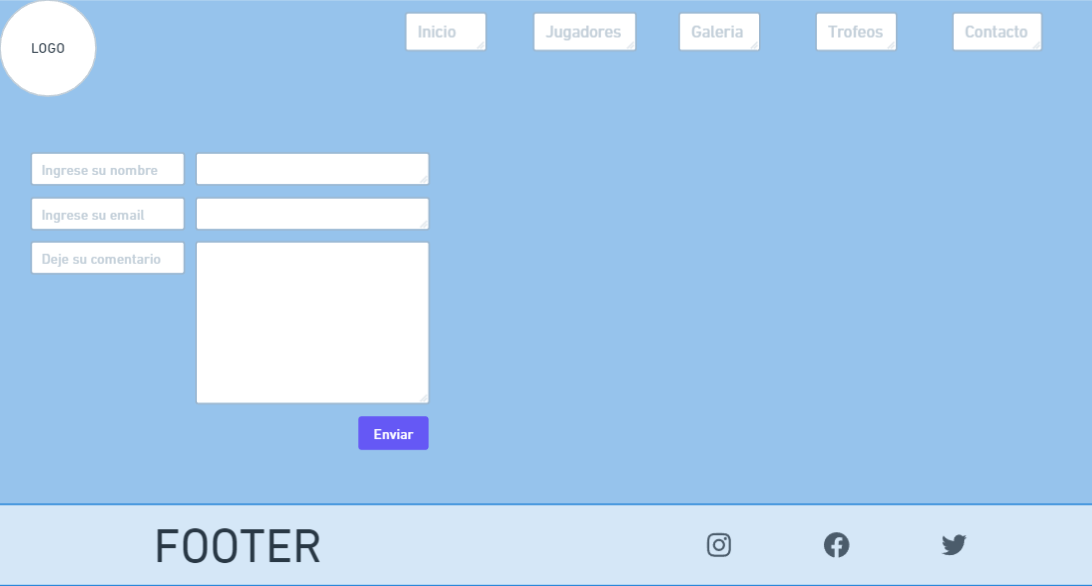 LOGO
Inicio
Jugadores
Galeria
Trofeos
Contacto
Ingrese su nombre
Ingrese su email
Deje su comentario
Enviar
FOOTER